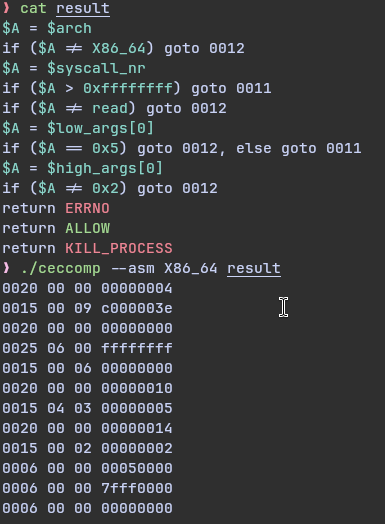 ❱ cat result
$A = $arch
if ($A ≠ X86_64) goto 0012
$A = $syscall_nr
if ($A > 0xffffffff) goto 0011
if ($A ≠ read) goto 0012
$A = $low_args[0]
if ($A == 0x5) goto 0012, else goto 0011
$A = $high_args[0]
if ($A ≠ 0x2) goto 0012
return ERRNO
return ALLOW
return KILL_PROCESS
❱ ./ceccomp --asm X86_64 result
0020 00 00 00000004
0015 00 09 c000003e
0020 00 00 00000000
0025 06 00 ffffffff
0015 00 06 00000000
0020 00 00 00000010
0015 04 03 00000005
0020 00 00 00000014
0015 00 02 00000002
0006 00 00 00050000
0006 00 00 7fff0000
0006 00 00 00000000